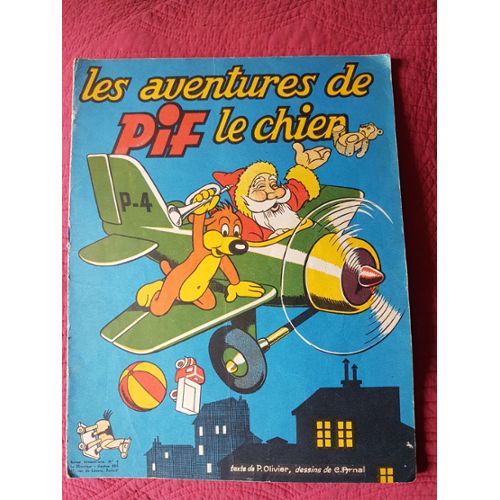 les aventures de
Pif le chien
P-4
texte de P. Olivier, dessins de C. Arnal